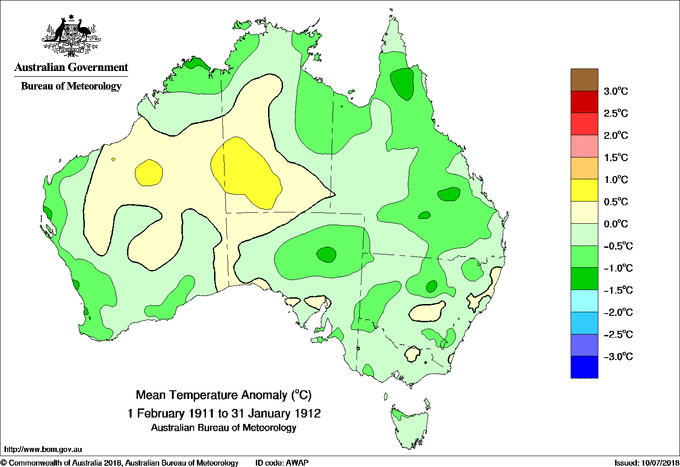 Australian Government
Bureau of Meteorology
3.0°C
2.5°C
2.0°C
1.5°C
1.0°C
0.5°C
0.0°C
−0.5°C
−1.0°C
−1.5°C
−2.0°C
−2.5°C
−3.0°C
Mean Temperature Anomaly (°C)
1 February 1911 to 31 January 1912
Australian Bureau of Meteorology
http://www.bom.gov.au
© Commonwealth of Australia 2018, Australian Bureau of Meteorology ID code: AWAP Issued: 10/07/2018